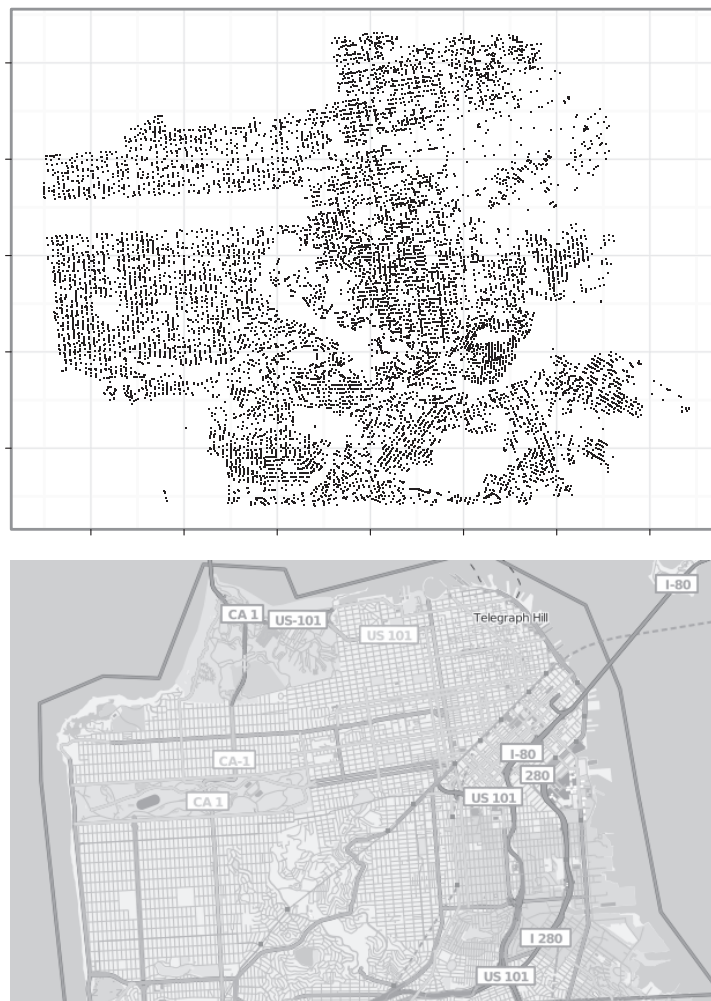 I-80
CA 1
US-101
US 101
Telegraph Hill
CA-1
I-80
280
CA 1
US 101
I 280
US 101